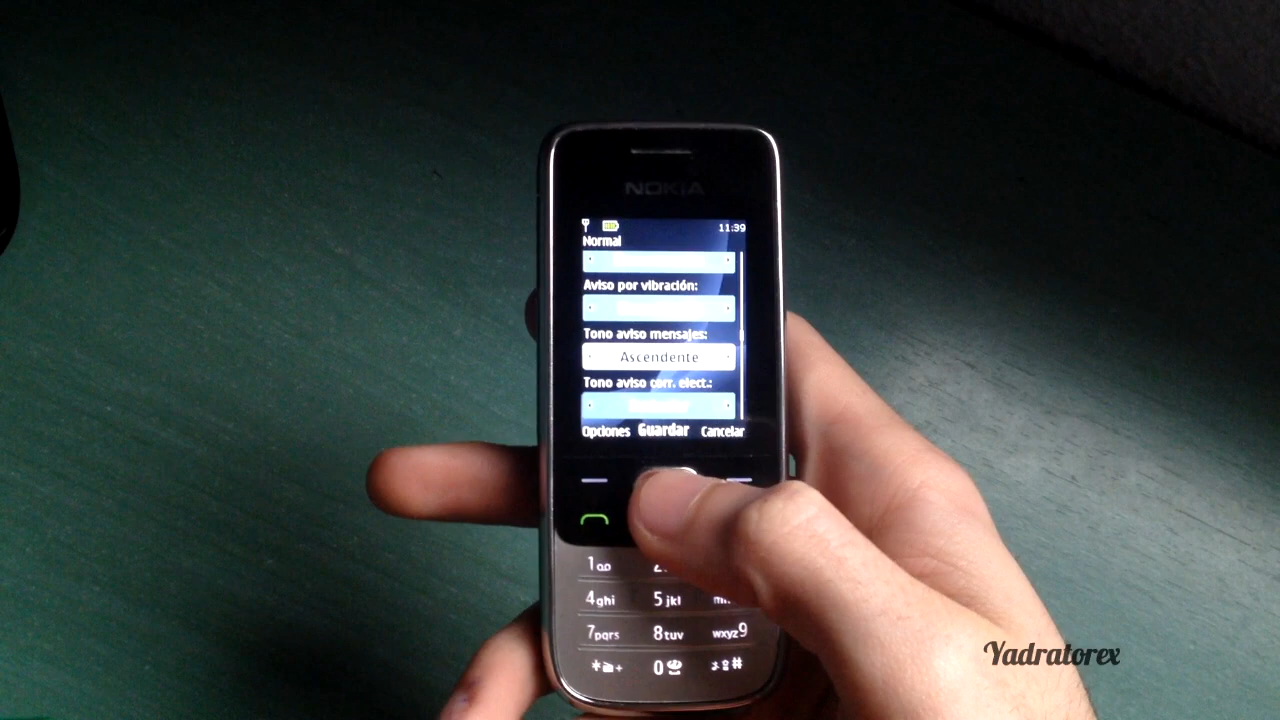 NOKIA
11:39
Normal
Aviso por vibración:
Tono aviso mensajes:
Ascendente
Tono aviso corr. elect.:
Opciones Guardar Cancelar
1
4ghi 5jkl
7pqrs 8tuv wxyz9
*+ 0 #
Yadratorex